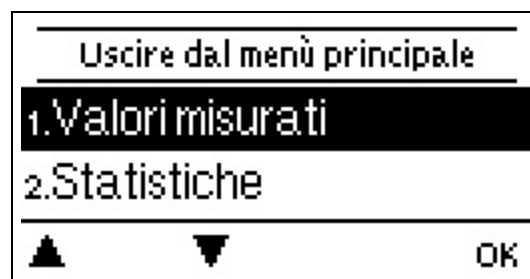 Uscire dal menù principale
1.Valori misurati
2.Statistiche
▲ ▼ OK